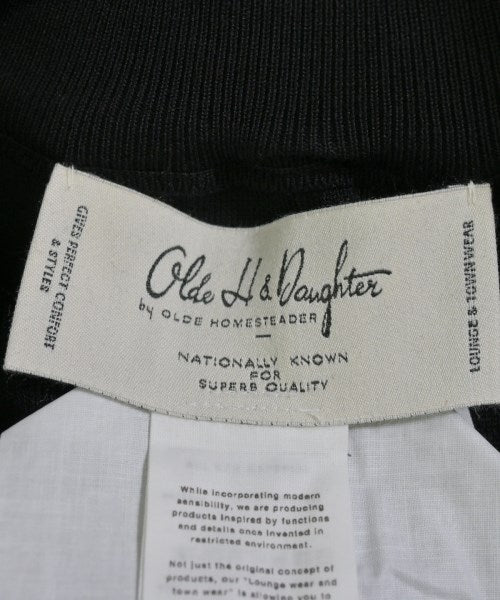 GIVES PERFECT COMFORT
& STYLES
Olde H & Daughter
by OLDE HOMESTEADER
NATIONALLY KNOWN
FOR
SUPERB QUALITY
LOUNGE & TOWN WEAR
While incorporating modern
sensibility, we are producing
products inspired by functions
and details once invented in
restricted environment.
Not just the original concept of
products, our "Lounge wear and
town wear" is allowing you to